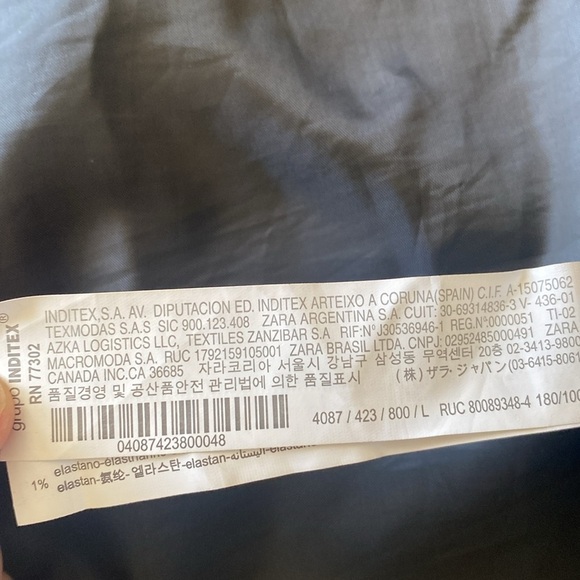 grupo INDITEX®
RN 77302
INDITEX,S.A. AV. DIPUTACION ED. INDITEX ARTEIXO A CORUNA(SPAIN) C.I.F. A-15075062
TEXMODAS S.A.S SIC 900.123.408 ZARA ARGENTINA S.A. CUIT: 30-69314836-3 V- 436-01
AZKA LOGISTICS LLC, TEXTILES ZANZIBAR S.A RIF:Nº J30536946-1 REG.Nº0000051 TI-02
MACROMODA S.A. RUC 1792159105001 ZARA BRASIL LTDA. CNPJ: 02952485000491 ZARA
CANADA INC.CA 36685 자라코리아 서울시 강남구 삼성동 무역센터 20층 02-3413-9800
품질경영 및 공산품안전 관리법에 의한 품질표시 (株) ザラ・ジャパン(03-6415-8061
04087423800048
4087 / 423 / 800 / L RUC 80089348-4 180/100
1% elastano-elasthanne
elastan-氨纶-엘라스탄-elastan-الايستان-elastan